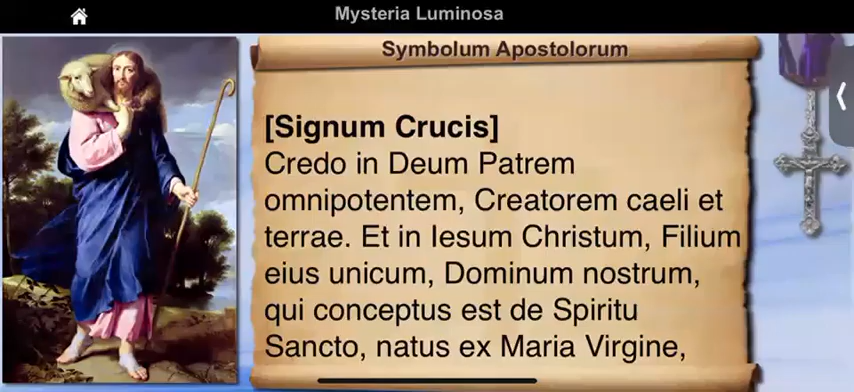 Mysteria Luminosa
Symbolum Apostolorum
[Signum Crucis]
Credo in Deum Patrem
omnipotentem, Creatorem caeli et
terrae. Et in Iesum Christum, Filium
eius unicum, Dominum nostrum,
qui conceptus est de Spiritu
Sancto, natus ex Maria Virgine,